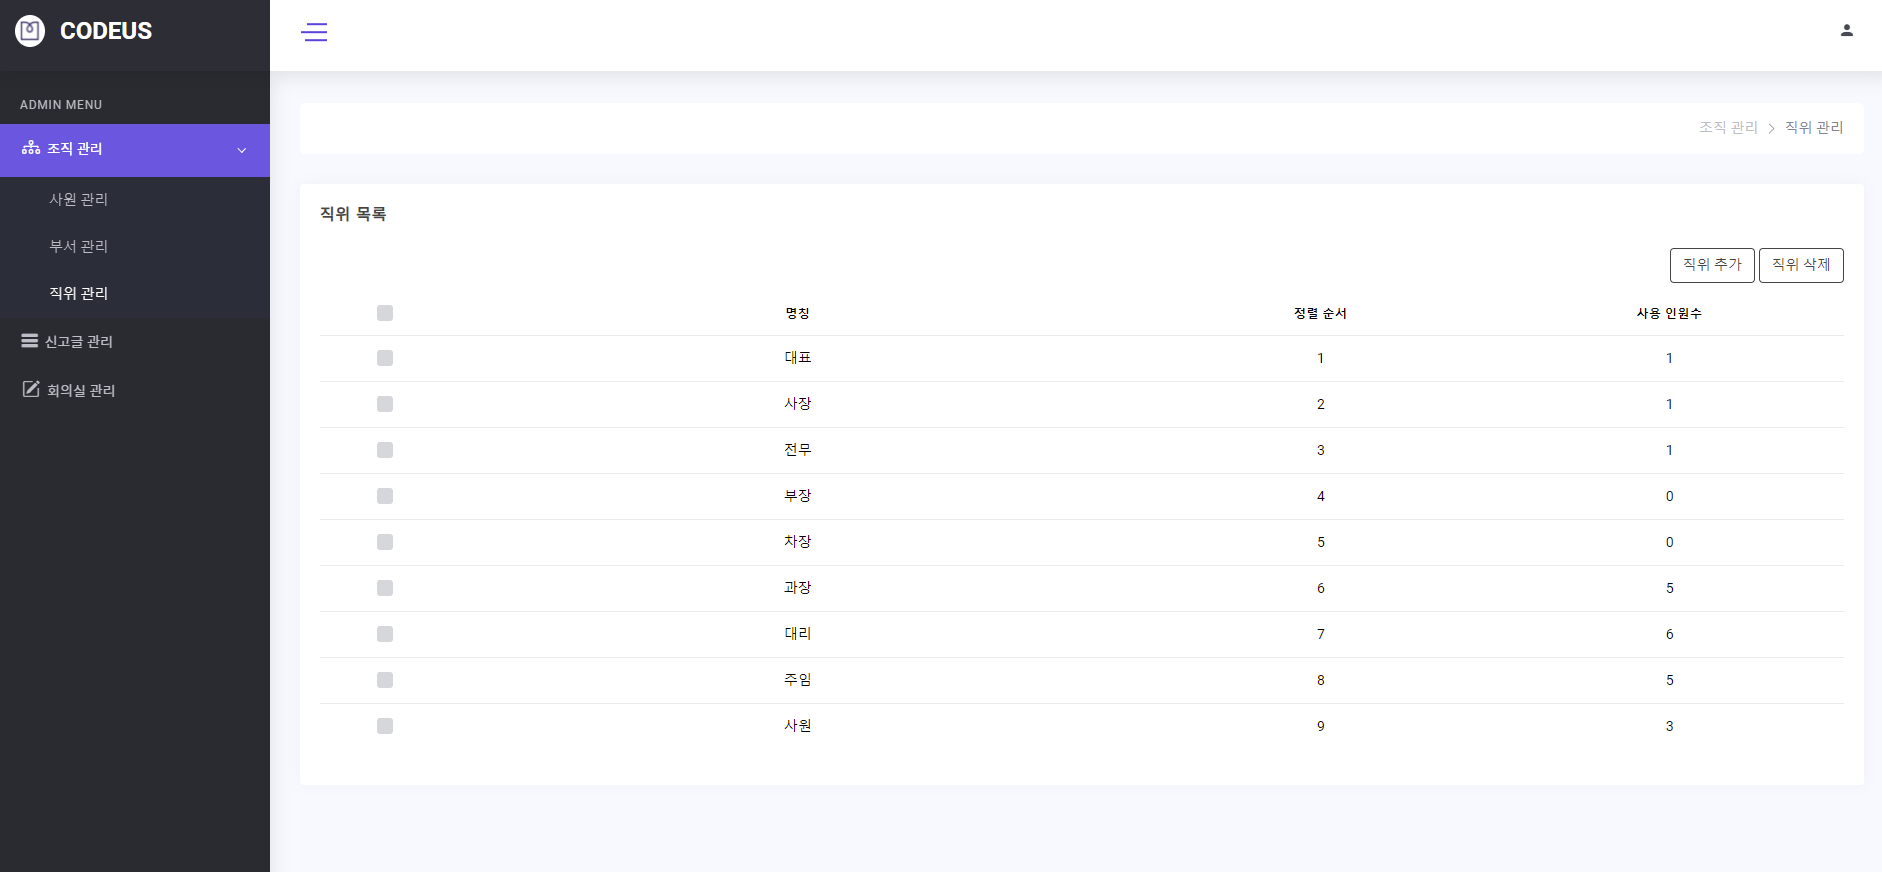 CODEUS
ADMIN MENU
조직 관리
사원 관리
부서 관리
직위 관리
신고글 관리
회의실 관리
조직 관리 > 직위 관리
직위 목록
직위 추가 직위 삭제
명칭 정렬 순서 사용 인원수
대표 1 1
사장 2 1
전무 3 1
부장 4 0
차장 5 0
과장 6 5
대리 7 6
주임 8 5
사원 9 3